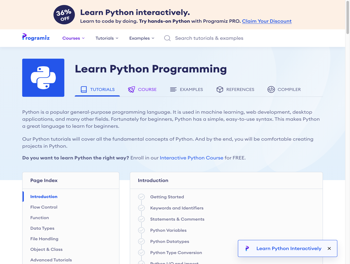 36% OFF
Learn Python interactively.
Learn to code by doing. Try hands-on Python with Programiz PRO. Claim Your Discount
Programiz
Courses
Tutorials
Examples
Search tutorials & examples
Learn Python Programming
TUTORIALS
COURSE
EXAMPLES
REFERENCES
COMPILER
Python is a popular general-purpose programming language. It is used in machine learning, web development, desktop
applications, and many other fields. Fortunately for beginners, Python has a simple, easy-to-use syntax. This makes Python
a great language to learn for beginners.
Our Python tutorials will cover all the fundamental concepts of Python. And by the end, you will be comfortable creating
projects in Python.
Do you want to learn Python the right way? Enroll in our Interactive Python Course for FREE.
Page Index
Introduction
Flow Control
Function
Data Types
File Handling
Object & Class
Advanced Tutorials
Introduction
Getting Started
Keywords and Identifiers
Statements & Comments
Python Variables
Python Datatypes
Python Type Conversion
Learn Python Interactively